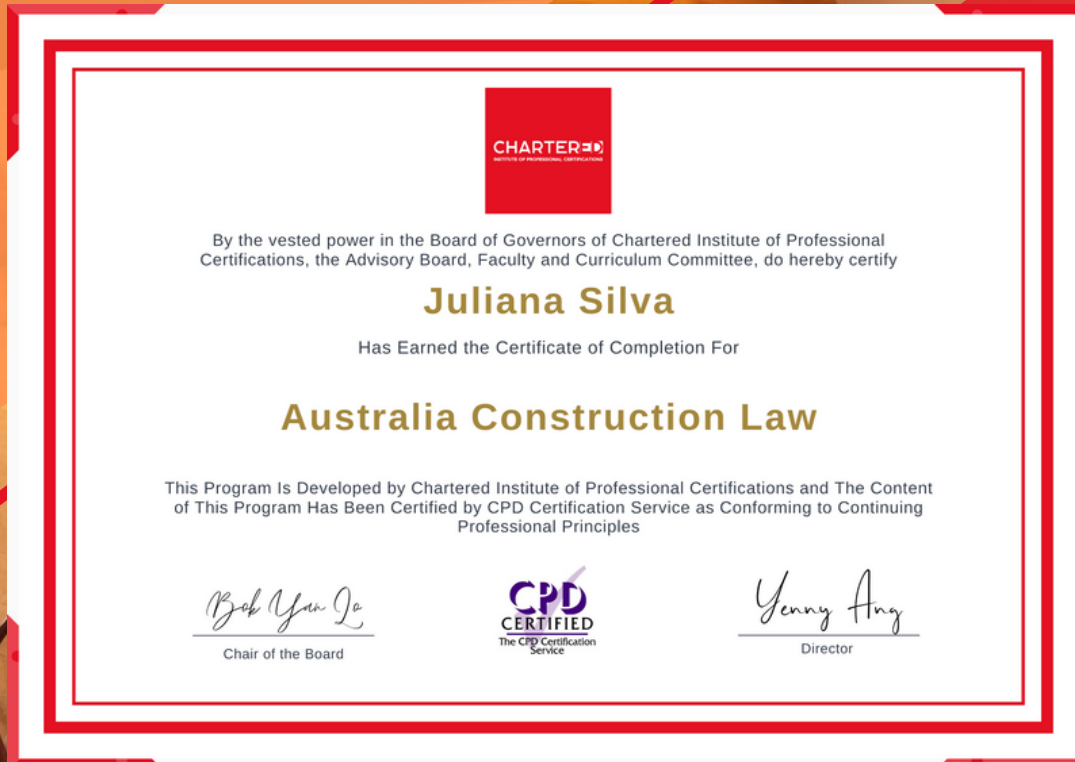 CHARTERED
INSTITUTE OF PROFESSIONAL CERTIFICATIONS
By the vested power in the Board of Governors of Chartered Institute of Professional
Certifications, the Advisory Board, Faculty and Curriculum Committee, do hereby certify
Juliana Silva
Has Earned the Certificate of Completion For
Australia Construction Law
This Program Is Developed by Chartered Institute of Professional Certifications and The Content
of This Program Has Been Certified by CPD Certification Service as Conforming to Continuing
Professional Principles
Bok Yan Lo
Chair of the Board
CPD
CERTIFIED
The CPD Certification
Service
Yenny Ang
Director